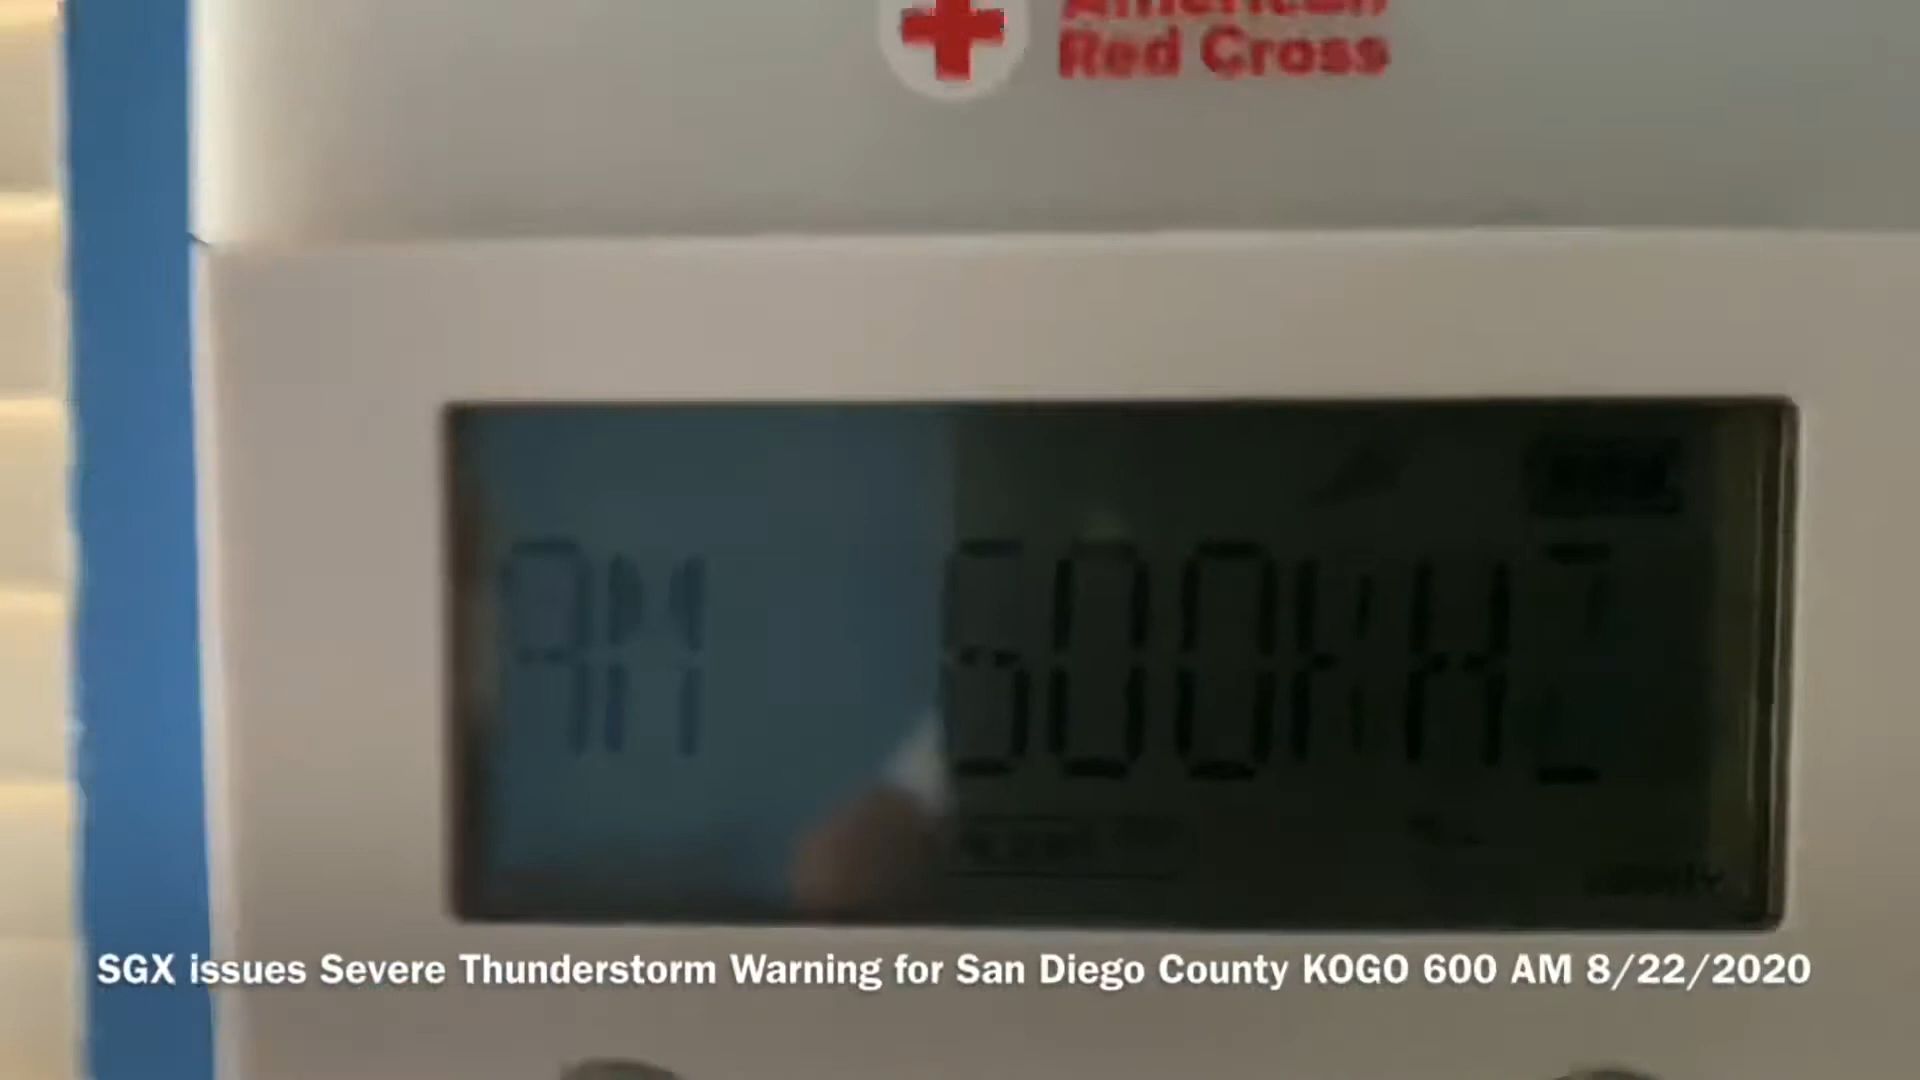 American
Red Cross
AM 600KHZ
SGX issues Severe Thunderstorm Warning for San Diego County KOGO 600 AM 8/22/2020